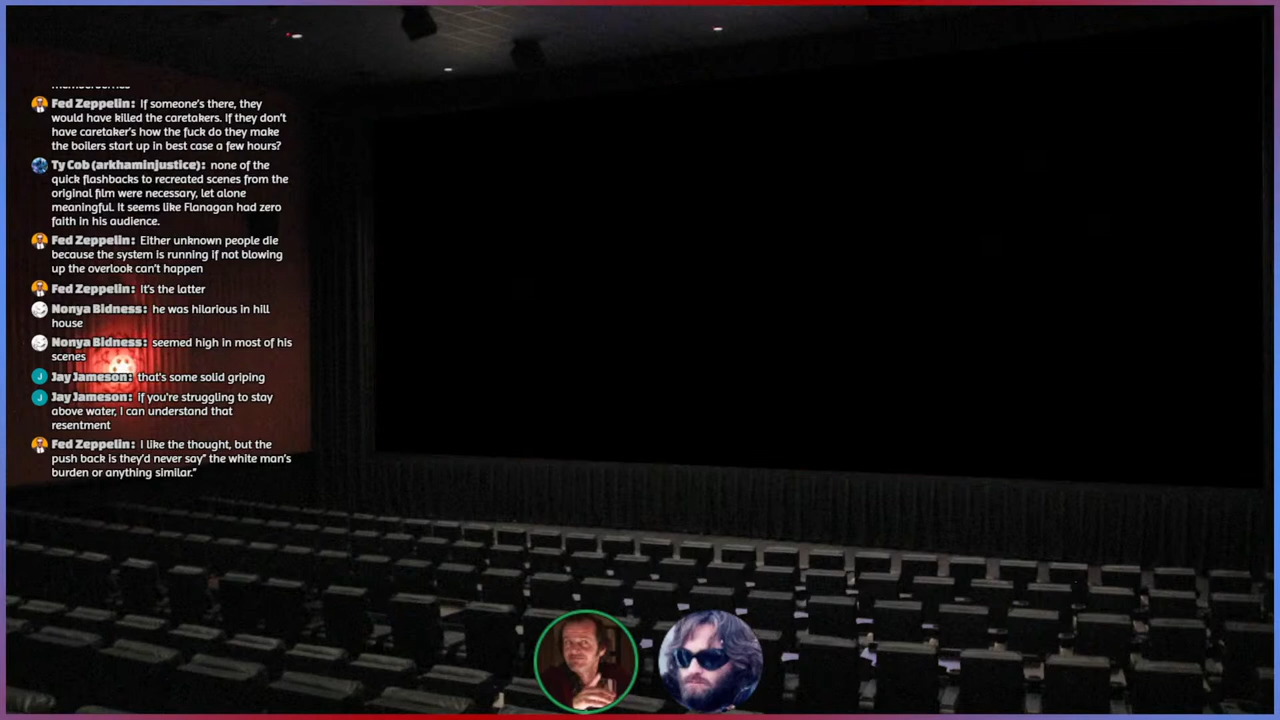 Fed Zeppelin: If someone's there, they
would have killed the caretakers. If they don't
have caretaker's how the fuck do they make
the boilers start up in best case a few hours?
Ty Cob (arkhaminjustice): none of the
quick flashbacks to recreated scenes from the
original film were necessary, let alone
meaningful. It seems like Flanagan had zero
faith in his audience.
Fed Zeppelin: Either unknown people die
because the system is running if not blowing
up the overlook can't happen
Fed Zeppelin: It's the latter
Nonya Bidness: he was hilarious in hill
house
Nonya Bidness: seemed high in most of his
scenes
J Jay Jameson: that's some solid griping
J Jay Jameson: if you're struggling to stay
above water, I can understand that
resentment
Fed Zeppelin: I like the thought, but the
push back is they'd never say" the white man's
burden or anything similar."